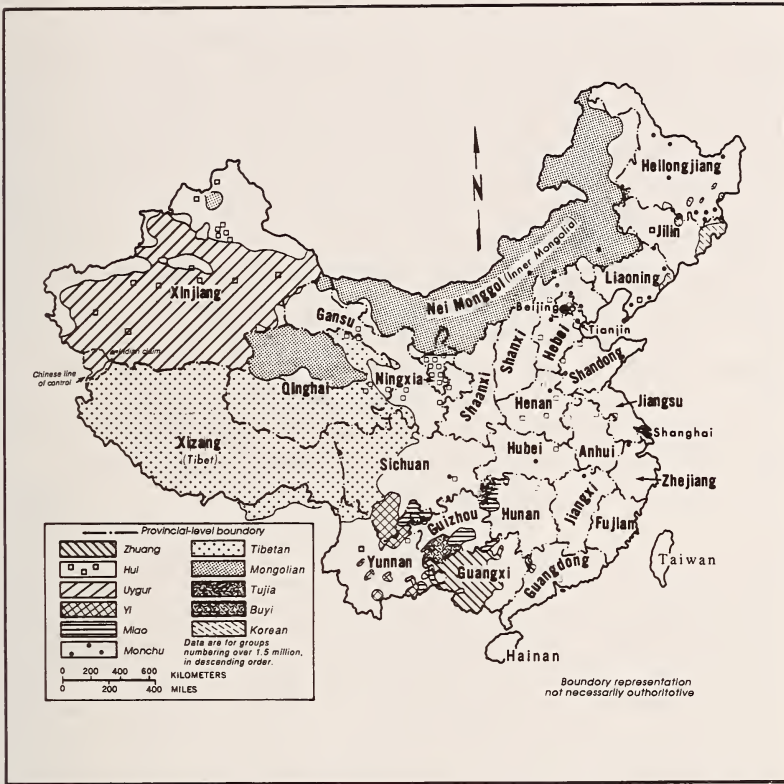 Heilongjiang
Jilin
Liaoning
Nei Monggol (Inner Mongolia)
Beijing
Tianjin
Hebei
Shanxi
Shandong
Xinjiang
Gansu
Indian claim
Chinese line
of control
Qinghai
Ningxia
Shaanxi
Henan
Jiangsu
Shanghai
Xizang
(Tibet)
Sichuan
Hubei
Anhui
Zhejiang
Guizhou
Hunan
Jiangxi
Fujian
Yunnan
Guangxi
Guangdong
Taiwan
Hainan
N
Provincial-level boundary
Zhuang
Hui
Uygur
Yi
Miao
Monchu
Tibetan
Mongolian
Tujia
Buyi
Korean
Data are for groups
numbering over 1.5 million,
in descending order.
0 200 400 600
KILOMETERS
0 200 400
MILES
Boundary representation
not necessarily authoritotive